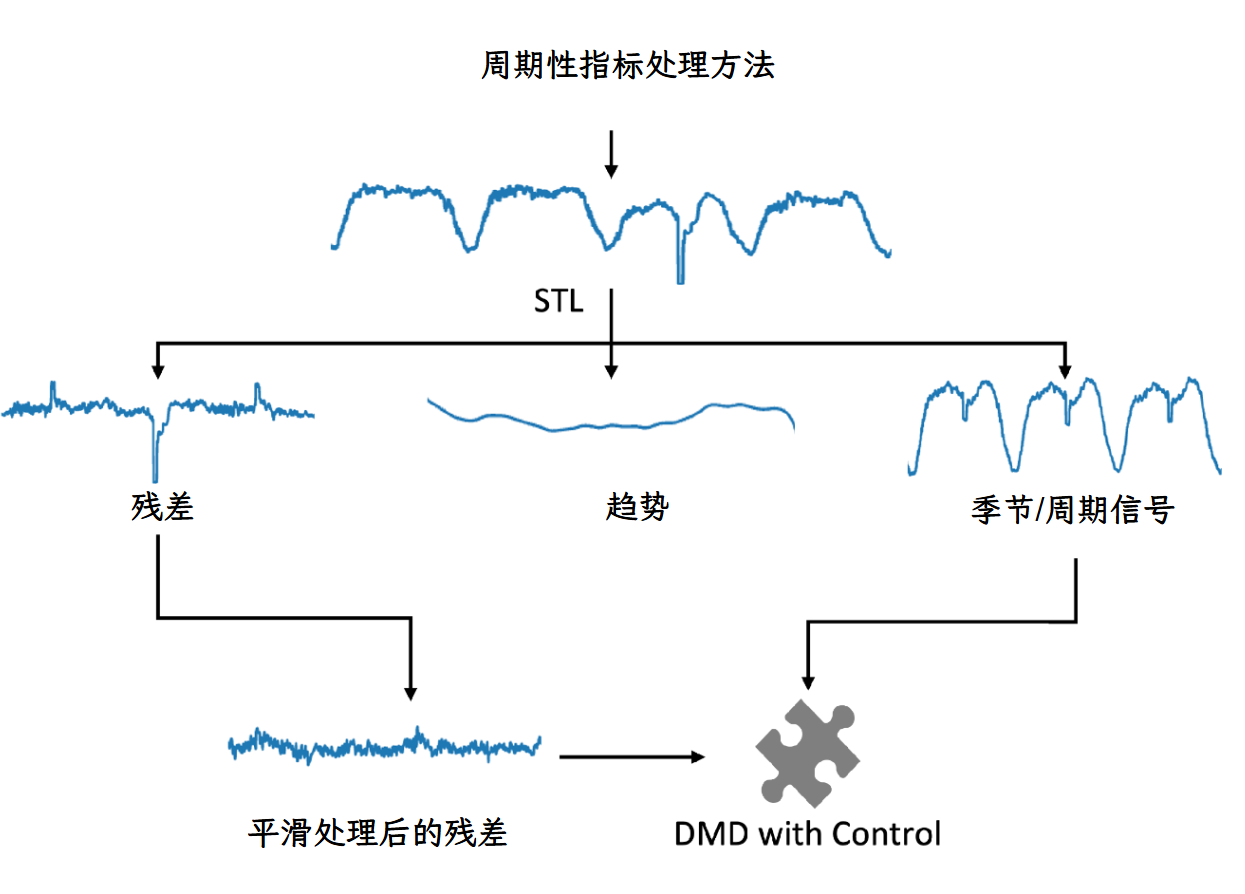 周期性指标处理方法
STL
残差
趋势
季节/周期信号
平滑处理后的残差
DMD with Control